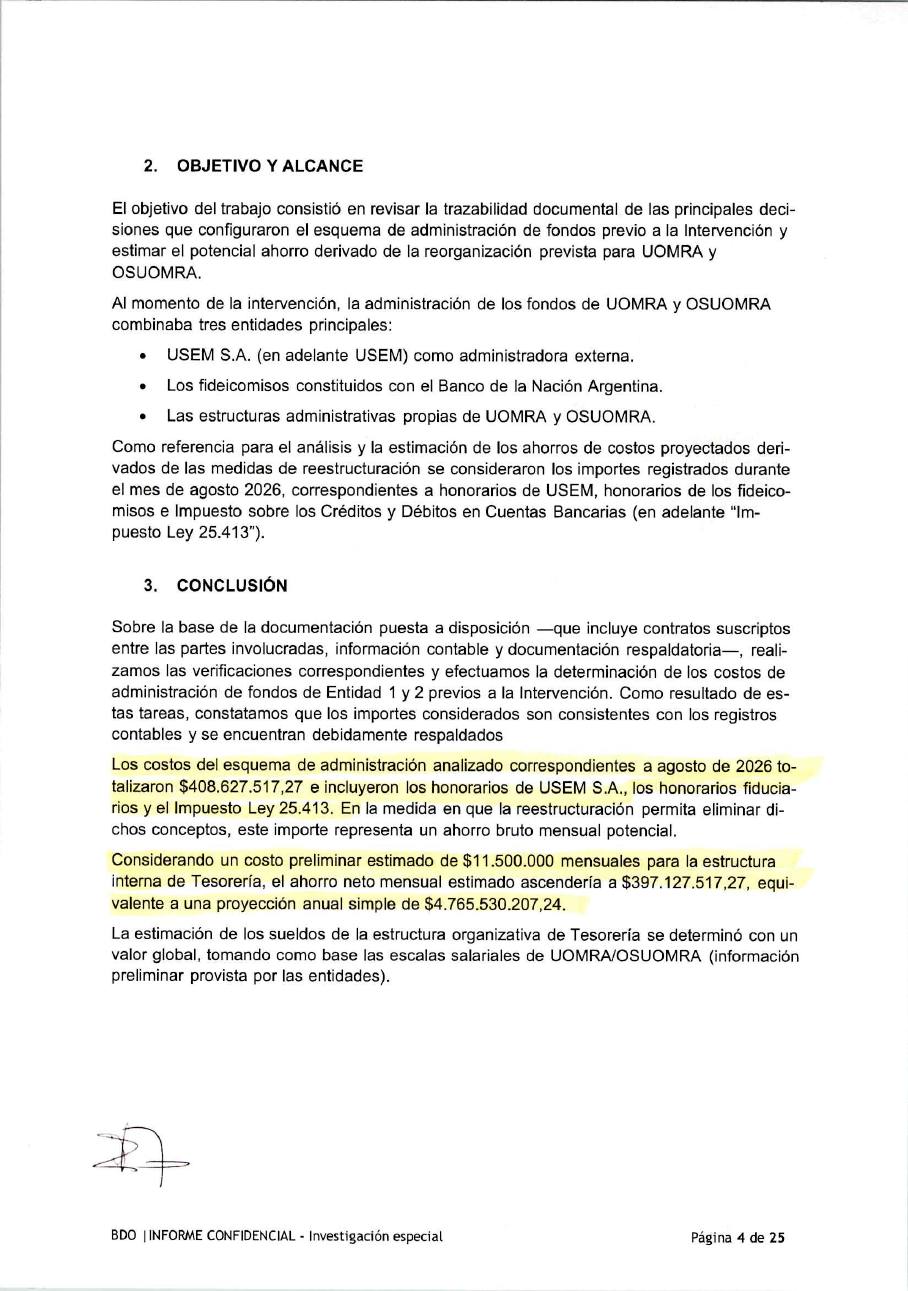 2. OBJETIVO Y ALCANCE
El objetivo del trabajo consistió en revisar la trazabilidad documental de las principales deci-
siones que configuraron el esquema de administración de fondos previo a la Intervención y
estimar el potencial ahorro derivado de la reorganización prevista para UOMRA y
OSUOMRA.
Al momento de la intervención, la administración de los fondos de UOMRA y OSUOMRA
combinaba tres entidades principales:
• USEM S.A. (en adelante USEM) como administradora externa.
• Los fideicomisos constituidos con el Banco de la Nación Argentina.
• Las estructuras administrativas propias de UOMRA y OSUOMRA.
Como referencia para el análisis y la estimación de los ahorros de costos proyectados deri-
vados de las medidas de reestructuración se consideraron los importes registrados durante
el mes de agosto 2026, correspondientes a honorarios de USEM, honorarios de los fideico-
misos e Impuesto sobre los Créditos y Débitos en Cuentas Bancarias (en adelante “Im-
puesto Ley 25.413”).
3. CONCLUSIÓN
Sobre la base de la documentación puesta a disposición —que incluye contratos suscriptos
entre las partes involucradas, información contable y documentación respaldatoria—, reali-
zamos las verificaciones correspondientes y efectuamos la determinación de los costos de
administración de fondos de Entidad 1 y 2 previos a la Intervención. Como resultado de es-
tas tareas, constatamos que los importes considerados son consistentes con los registros
contables y se encuentran debidamente respaldados
Los costos del esquema de administración analizado correspondientes a agosto de 2026 to-
talizaron $408.627.517,27 e incluyeron los honorarios de USEM S.A., los honorarios fiducia-
rios y el Impuesto Ley 25.413. En la medida en que la reestructuración permita eliminar di-
chos conceptos, este importe representa un ahorro bruto mensual potencial.
Considerando un costo preliminar estimado de $11.500.000 mensuales para la estructura
interna de Tesorería, el ahorro neto mensual estimado ascendería a $397.127.517,27, equi-
valente a una proyección anual simple de $4.765.530.207,24.
La estimación de los sueldos de la estructura organizativa de Tesorería se determinó con un
valor global, tomando como base las escalas salariales de UOMRA/OSUOMRA (información
preliminar provista por las entidades).
BDO | INFORME CONFIDENCIAL - Investigación especial
Página 4 de 25